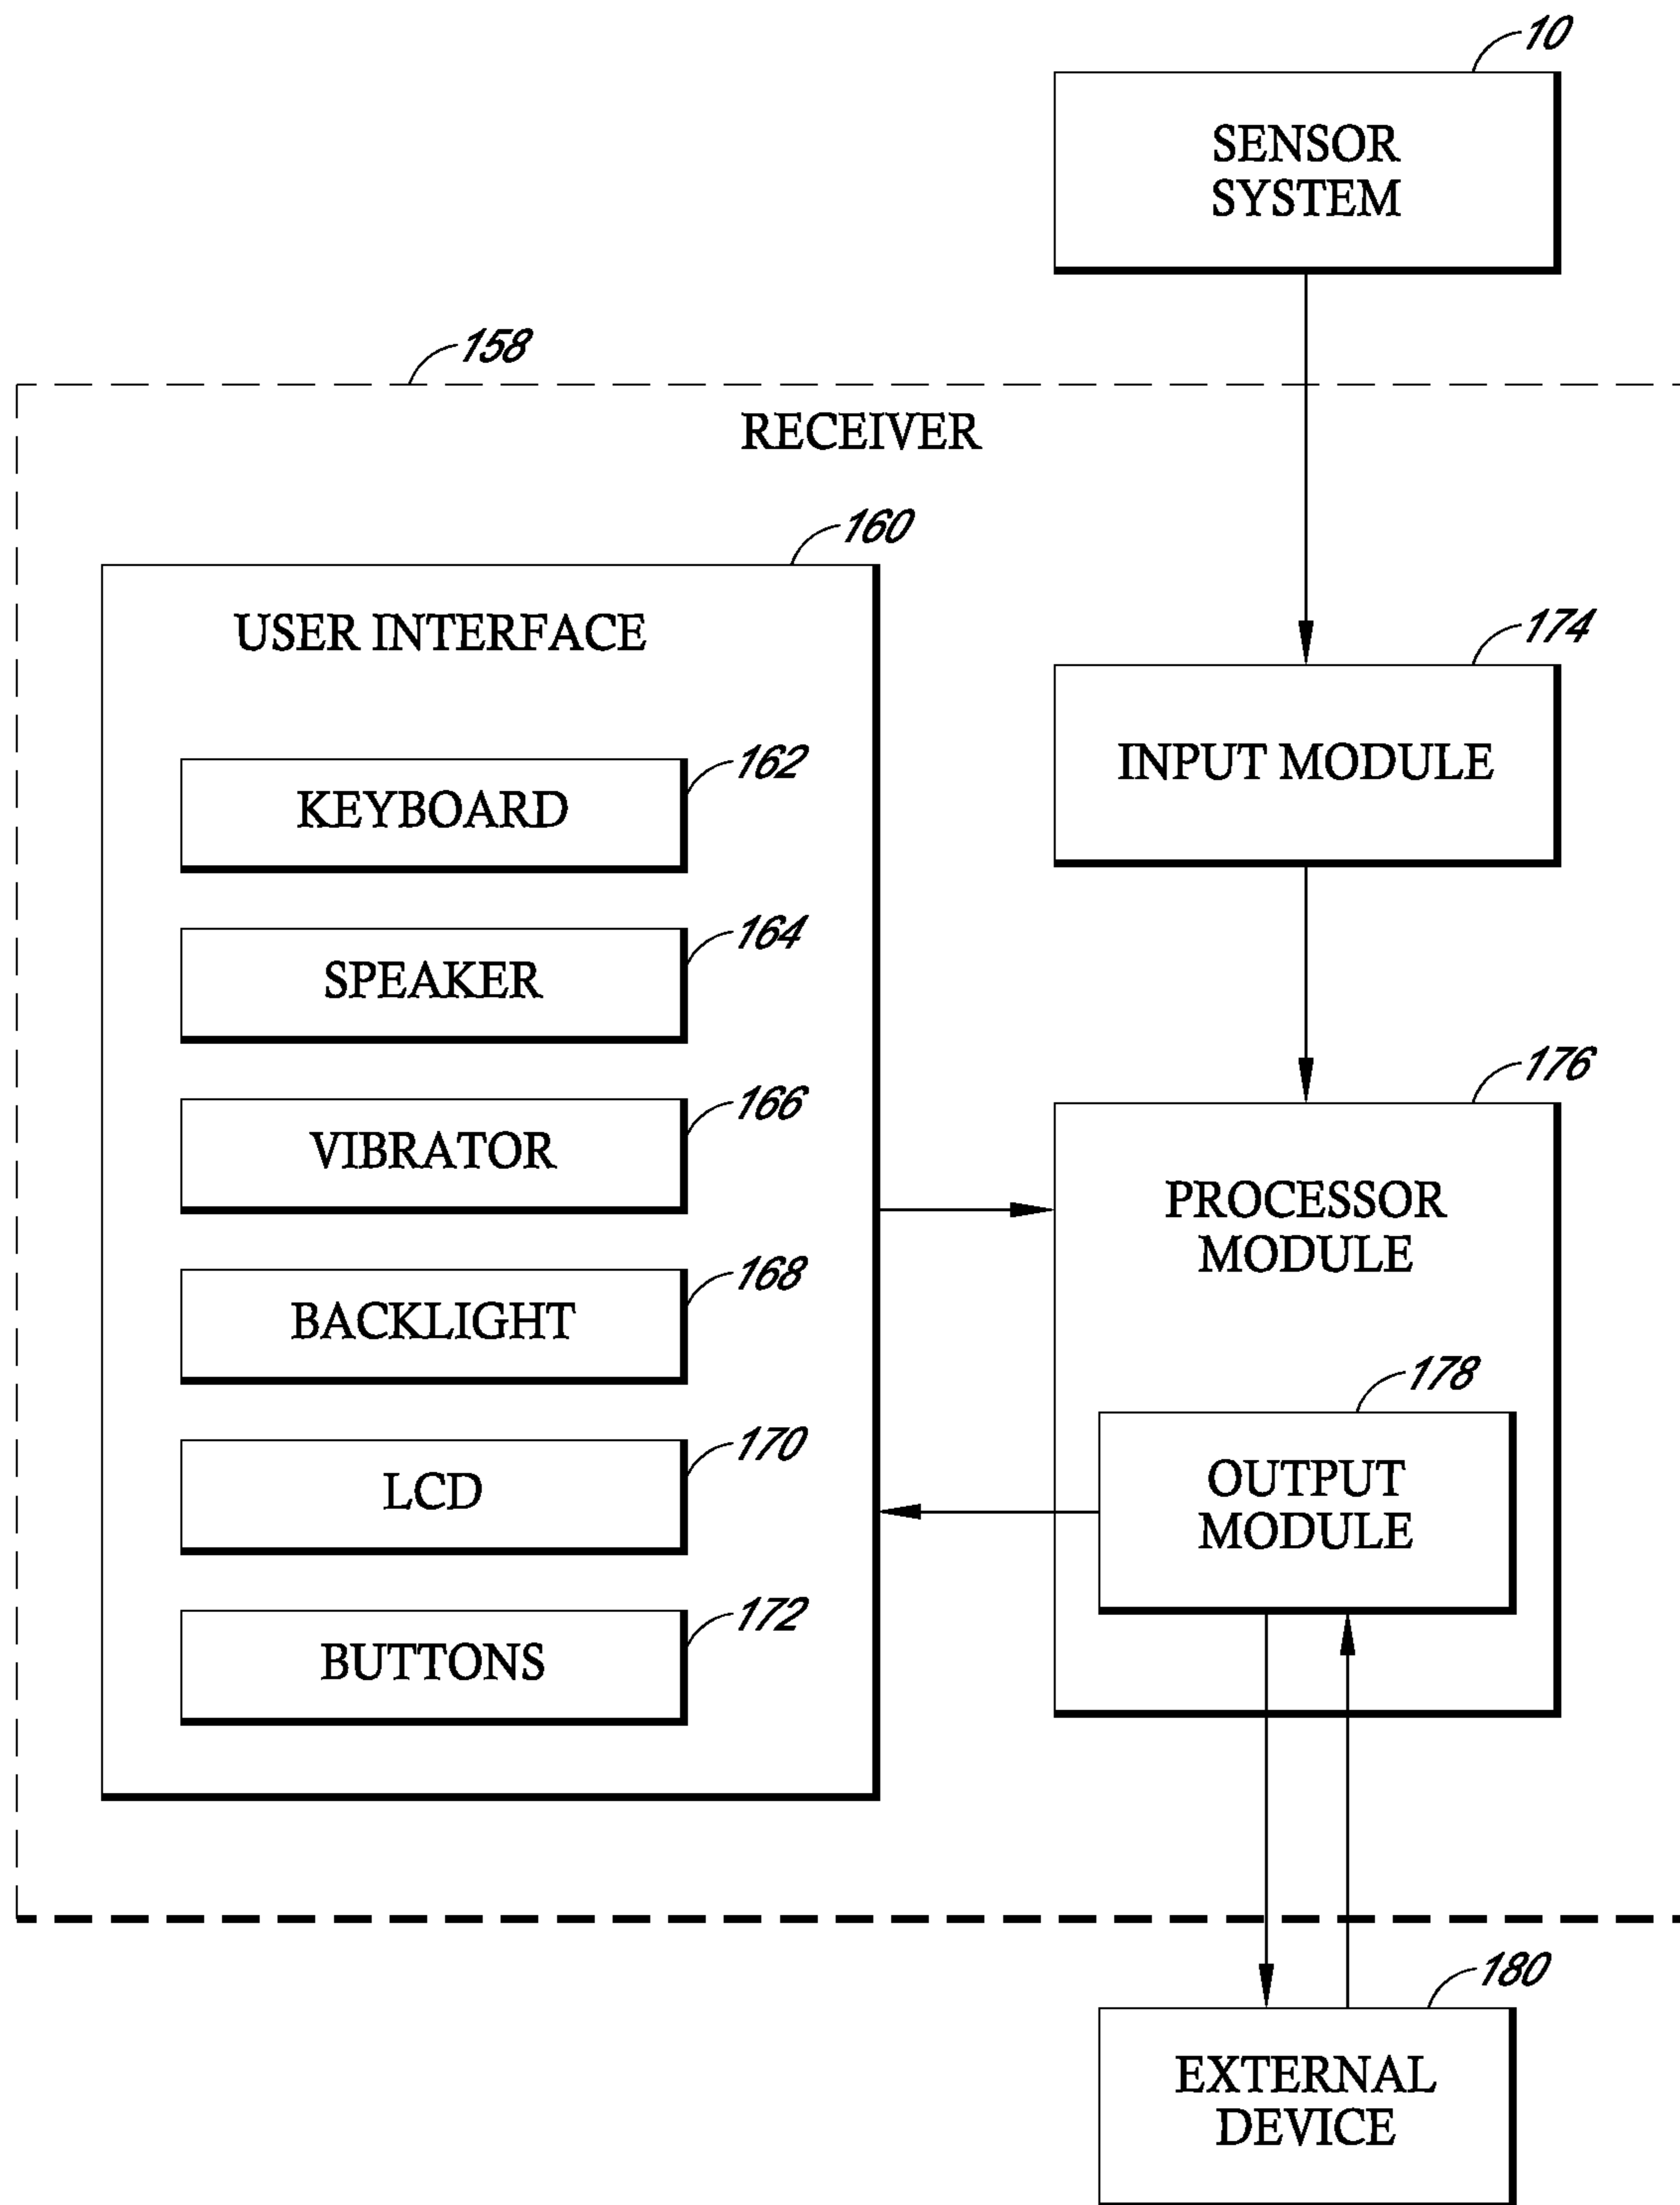 10
SENSOR
SYSTEM
158
RECEIVER
160
USER INTERFACE
174
INPUT MODULE
162
KEYBOARD
164
SPEAKER
166
VIBRATOR
168
BACKLIGHT
170
LCD
172
BUTTONS
176
PROCESSOR
MODULE
178
OUTPUT
MODULE
180
EXTERNAL
DEVICE